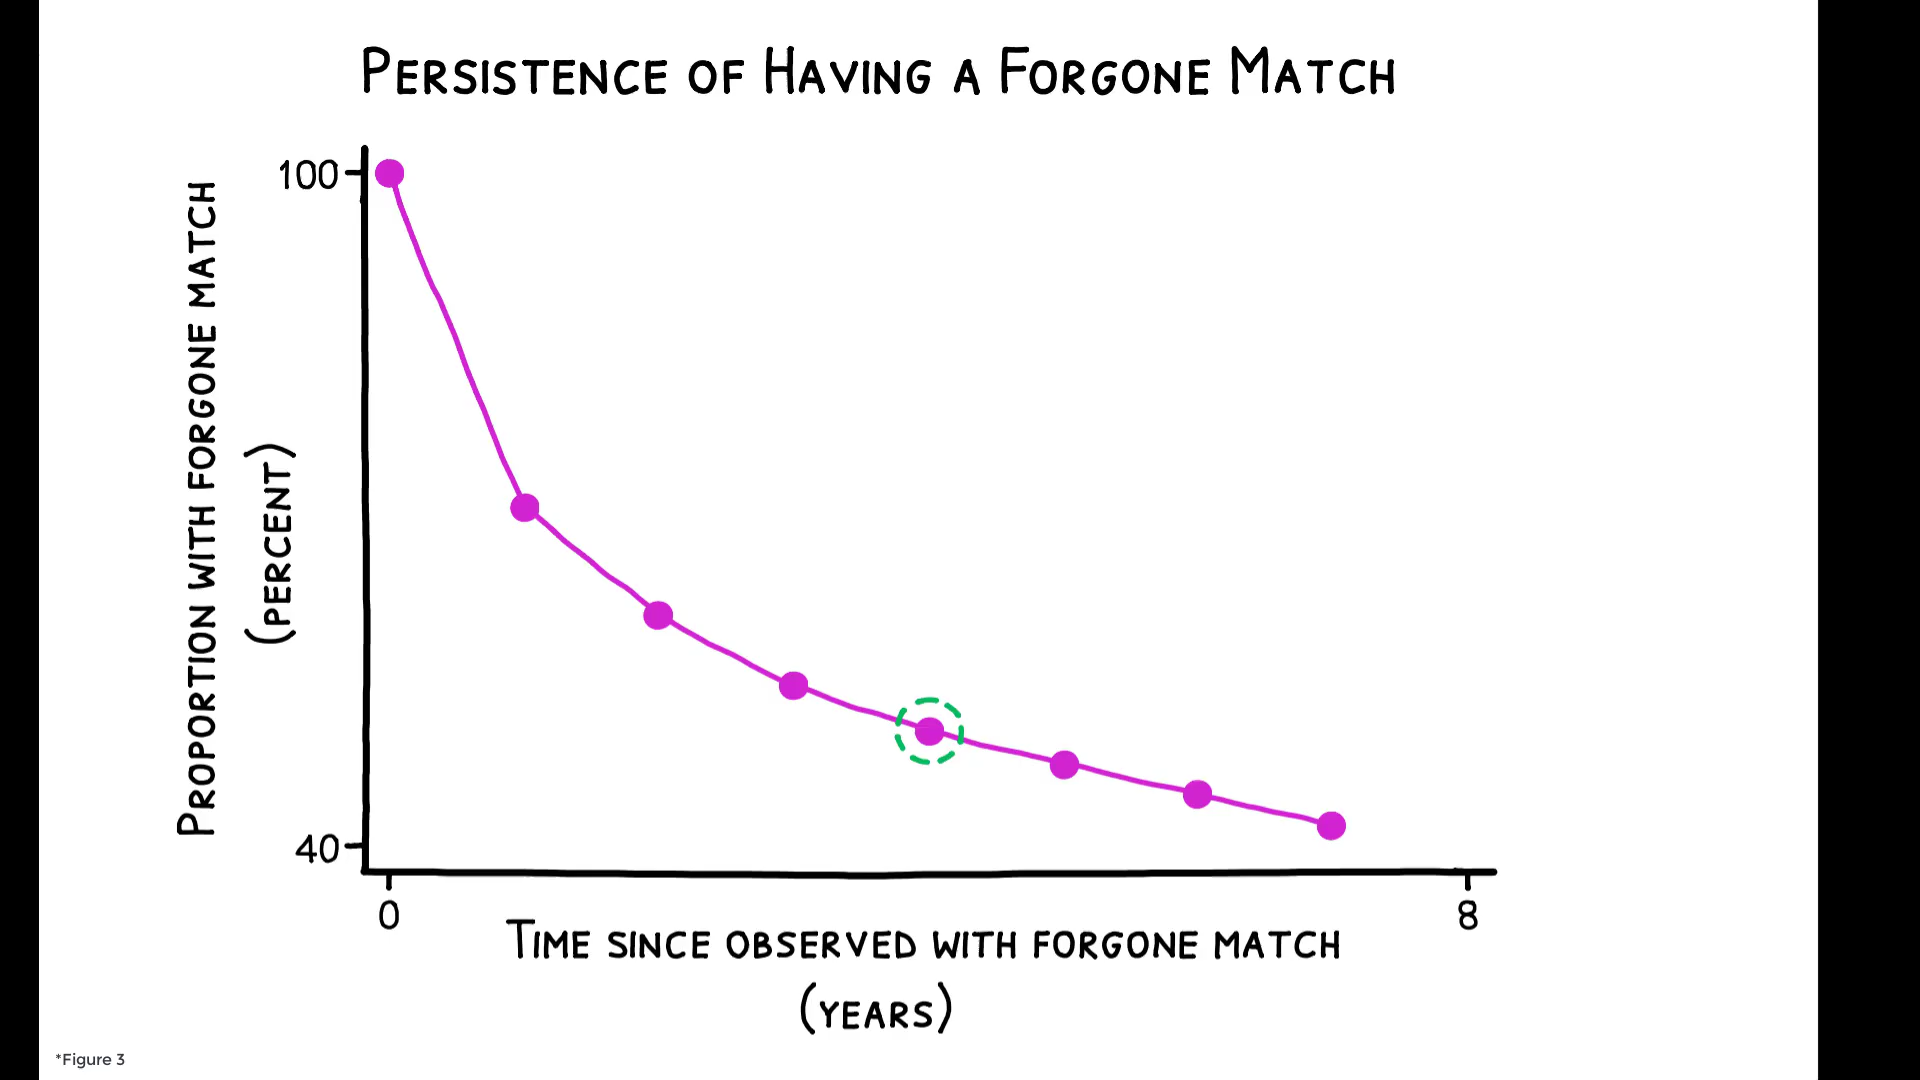 PERSISTENCE OF HAVING A FORGONE MATCH
PROPORTION WITH FORGONE MATCH
(PERCENT)
100
40
0
8
TIME SINCE OBSERVED WITH FORGONE MATCH
(YEARS)
*Figure 3